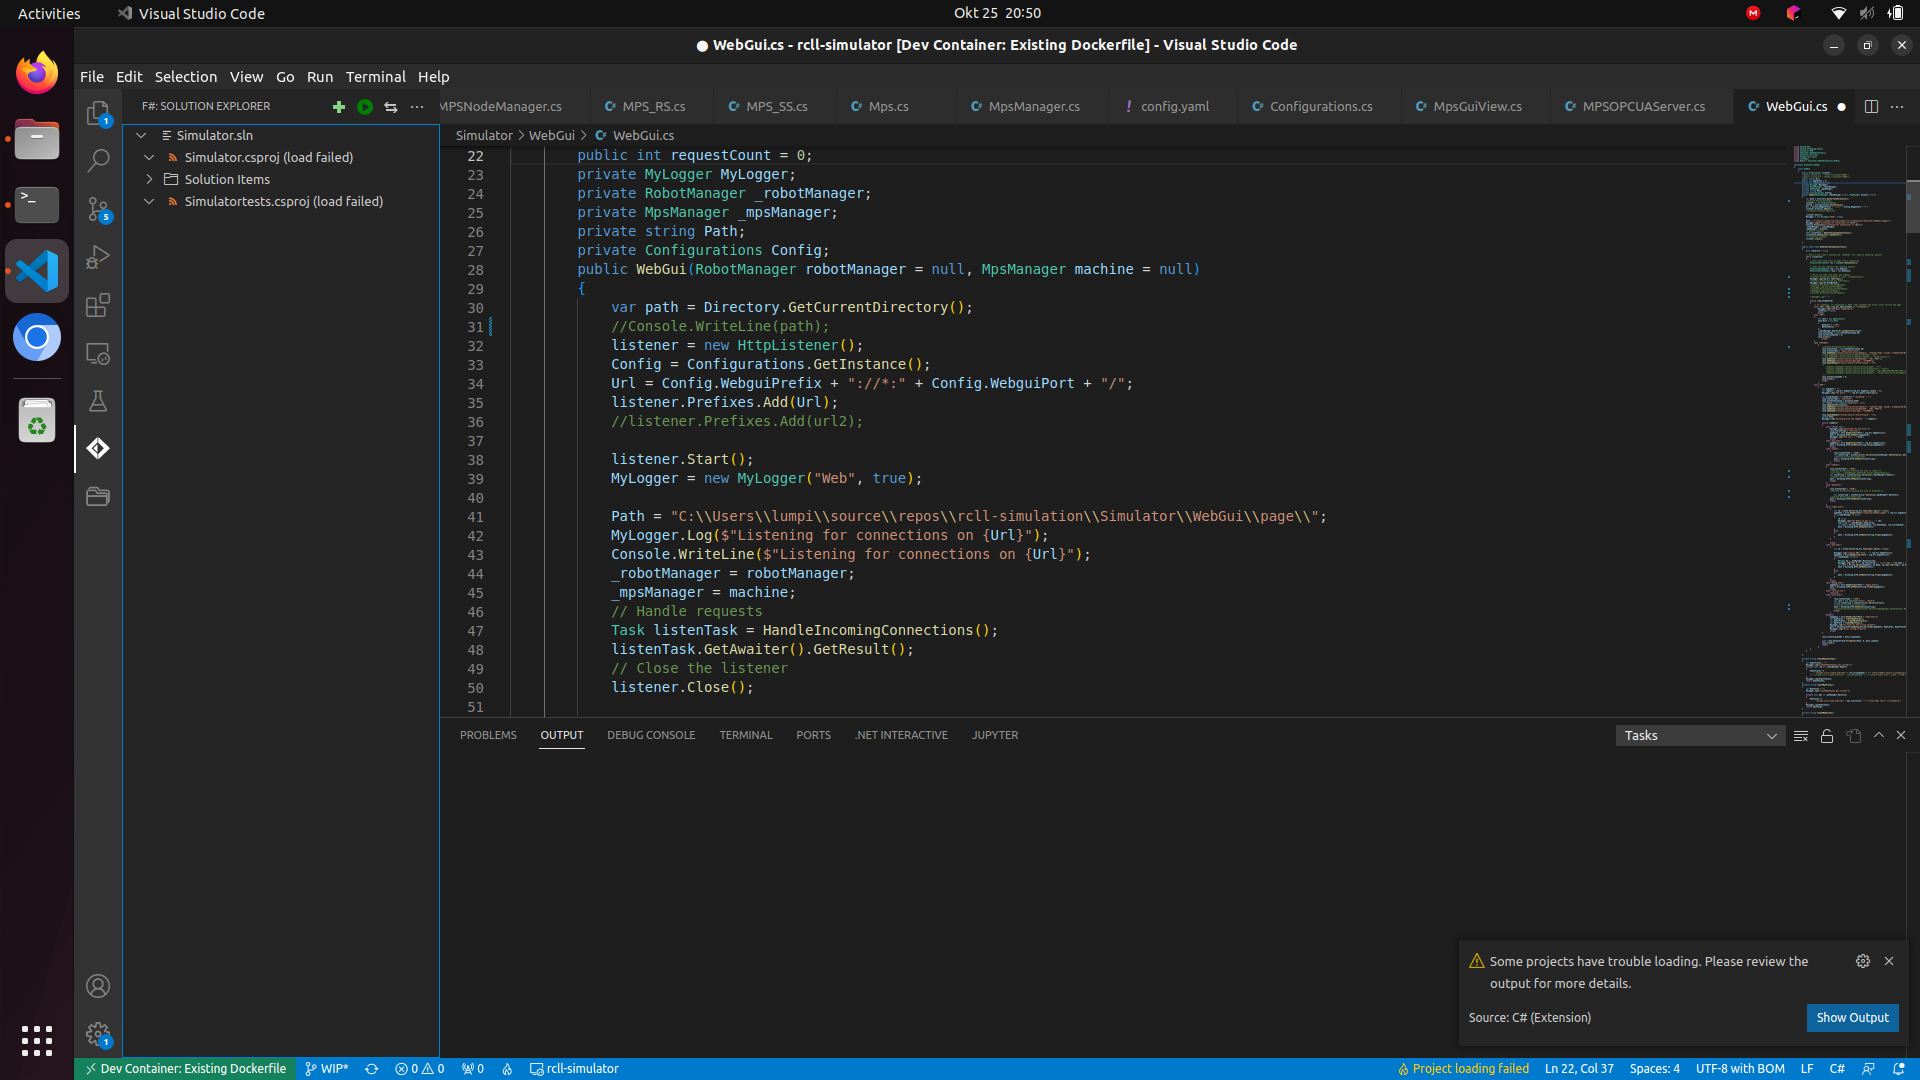 Activities
Visual Studio Code
Okt 25 20:50
● WebGui.cs - rcll-simulator [Dev Container: Existing Dockerfile] - Visual Studio Code
File Edit Selection View Go Run Terminal Help
F#: SOLUTION EXPLORER
MPSNodeManager.cs
MPS_RS.cs
MPS_SS.cs
Mps.cs
MpsManager.cs
config.yaml
Configurations.cs
MpsGuiView.cs
MPSOPCUAServer.cs
WebGui.cs
Simulator.sln
Simulator.csproj (load failed)
Solution Items
Simulatortests.csproj (load failed)
Simulator > WebGui > WebGui.cs
22 public int requestCount = 0;
23 private MyLogger MyLogger;
24 private RobotManager _robotManager;
25 private MpsManager _mpsManager;
26 private string Path;
27 private Configurations Config;
28 public WebGui(RobotManager robotManager = null, MpsManager machine = null)
29 {
30 var path = Directory.GetCurrentDirectory();
31 //Console.WriteLine(path);
32 listener = new HttpListener();
33 Config = Configurations.GetInstance();
34 Url = Config.WebguiPrefix + "://*:" + Config.WebguiPort + "/";
35 listener.Prefixes.Add(Url);
36 //listener.Prefixes.Add(url2);
37
38 listener.Start();
39 MyLogger = new MyLogger("Web", true);
40
41 Path = "C:\\Users\\lumpi\\source\\repos\\rcll-simulation\\Simulator\\WebGui\\page\\";
42 MyLogger.Log($"Listening for connections on {Url}");
43 Console.WriteLine($"Listening for connections on {Url}");
44 _robotManager = robotManager;
45 _mpsManager = machine;
46 // Handle requests
47 Task listenTask = HandleIncomingConnections();
48 listenTask.GetAwaiter().GetResult();
49 // Close the listener
50 listener.Close();
51
PROBLEMS OUTPUT DEBUG CONSOLE TERMINAL PORTS .NET INTERACTIVE JUPYTER
Tasks
Some projects have trouble loading. Please review the
output for more details.
Source: C# (Extension)
Show Output
1
5
1
Dev Container: Existing Dockerfile
WIP*
0 0
0
rcll-simulator
Project loading failed
Ln 22, Col 37
Spaces: 4
UTF-8 with BOM
LF
C#